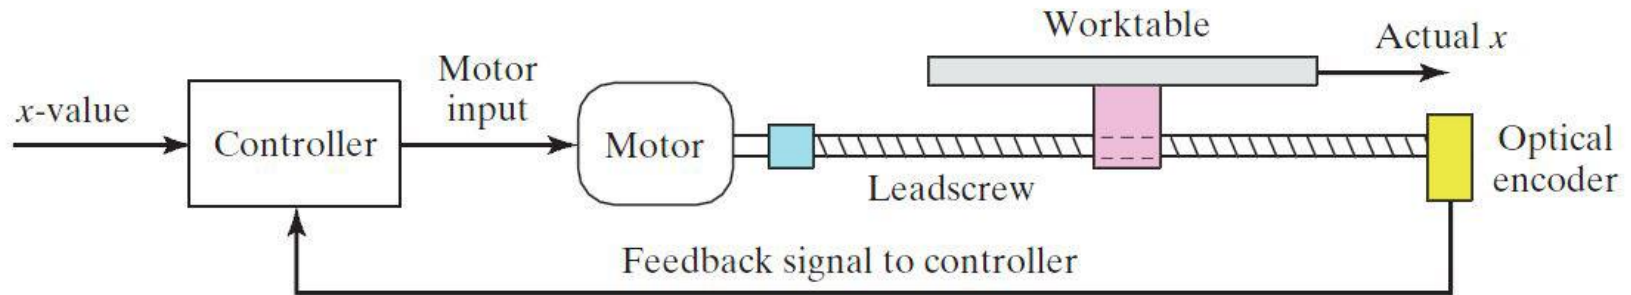 Worktable
Actual x
Motor
input
x-value
Controller
Motor
Optical
encoder
Leadscrew
Feedback signal to controller